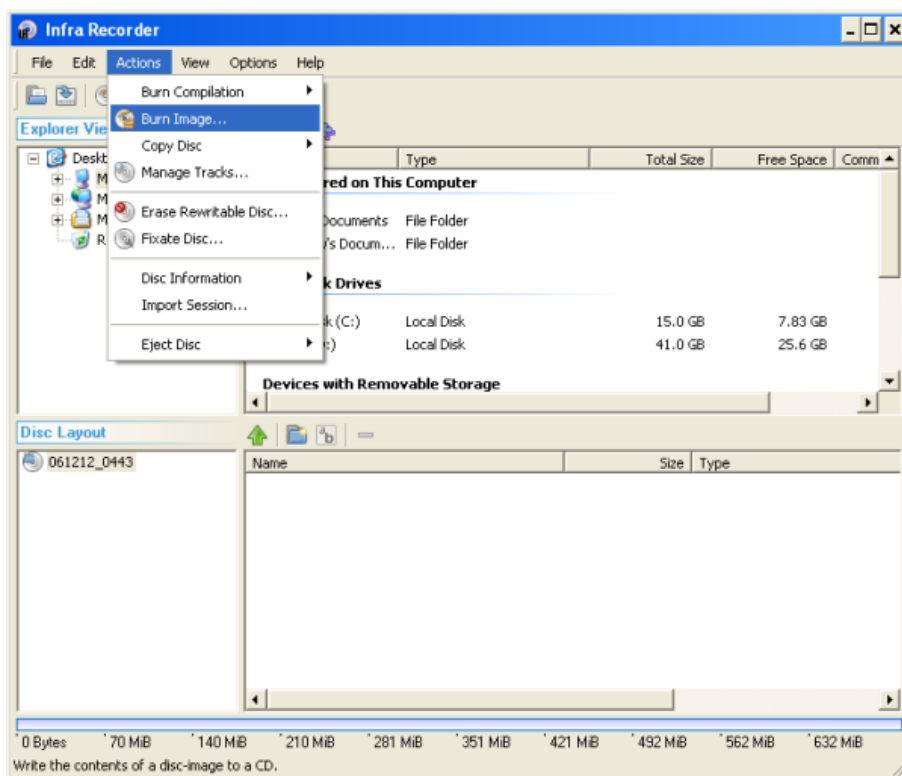 Infra Recorder
File Edit Actions View Options Help
Burn Compilation
Burn Image...
Copy Disc
Manage Tracks...
Erase Rewritable Disc...
Fixate Disc...
Disc Information
Import Session...
Eject Disc
Explorer Vie
Deskt
M
M
M
R
Type Total Size Free Space Comm
red on This Computer
Documents File Folder
's Docum... File Folder
k Drives
k (C:) Local Disk 15.0 GB 7.83 GB
:) Local Disk 41.0 GB 25.6 GB
Devices with Removable Storage
Disc Layout
061212_0443
Name Size Type
0 Bytes 70 MiB 140 MiB 210 MiB 281 MiB 351 MiB 421 MiB 492 MiB 562 MiB 632 MiB
Write the contents of a disc-image to a CD.